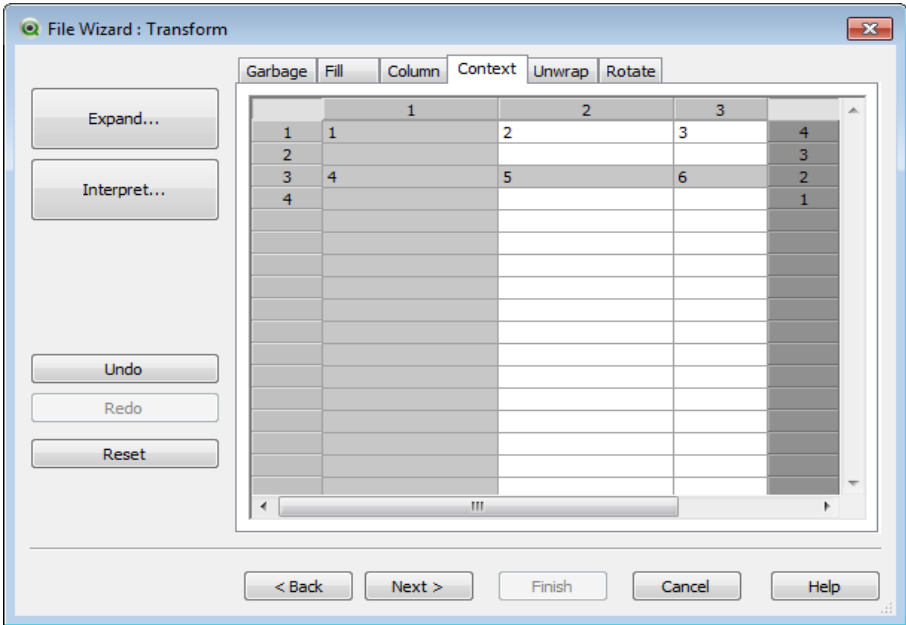 File Wizard : Transform
Garbage Fill Column Context Unwrap Rotate
Expand...
Interpret...
1 2 3
1 1 2 3 4
2 3
3 4 5 6 2
4 1
Undo
Redo
Reset
< Back Next > Finish Cancel Help